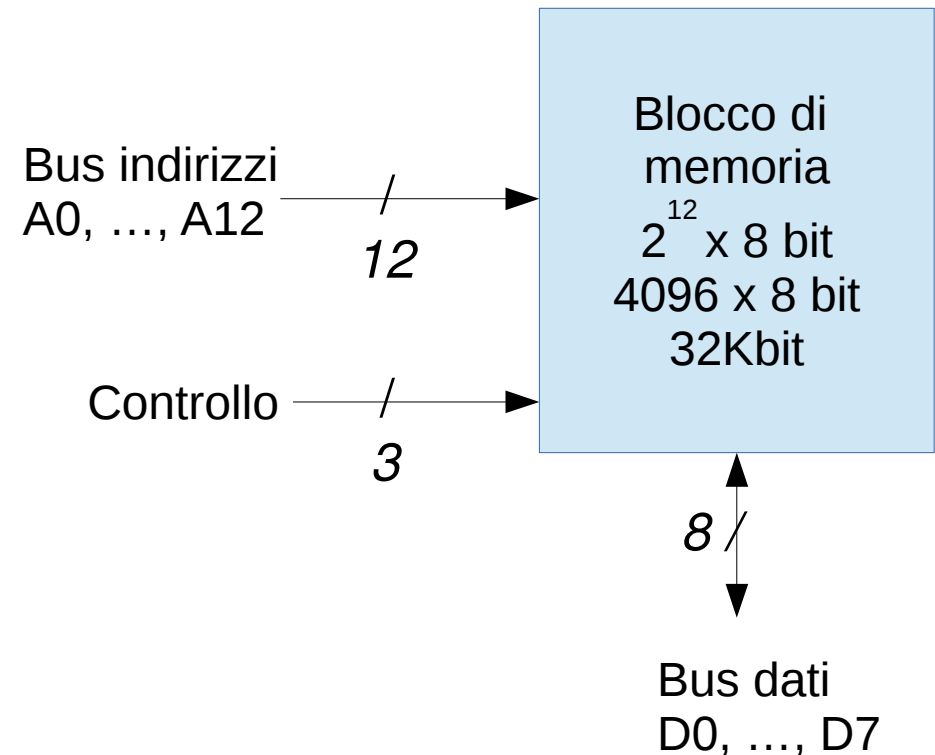 Bus indirizzi
A0, …, A12
12
Controllo
3
Blocco di
memoria
2^12 x 8 bit
4096 x 8 bit
32Kbit
8
Bus dati
D0, …, D7